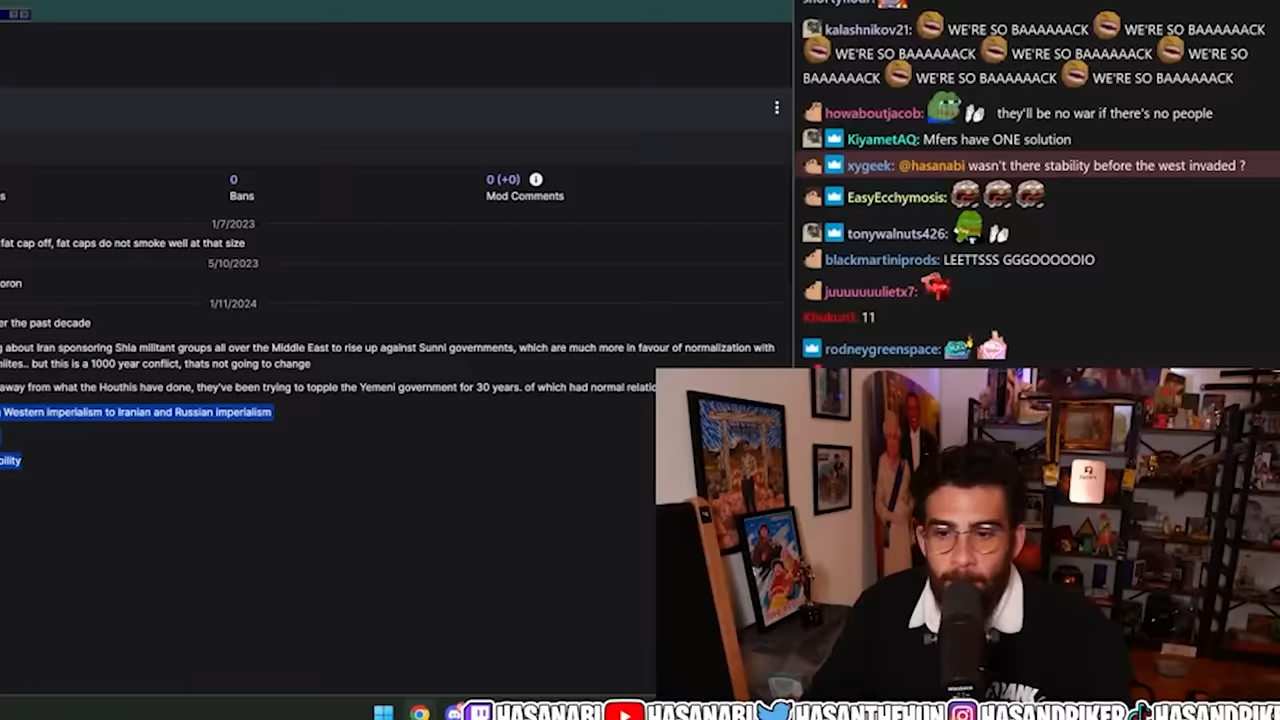 s
0
Bans
0 (+0)
Mod Comments
1/7/2023
fat cap off, fat caps do not smoke well at that size
5/10/2023
oron
1/11/2024
er the past decade
g about Iran sponsoring Shia militant groups all over the Middle East to rise up against Sunni governments, which are much more in favour of normalization with
niites.. but this is a 1000 year conflict, thats not going to change
away from what the Houthis have done, they've been trying to topple the Yemeni government for 30 years. of which had normal relatio
Western imperialism to Iranian and Russian imperialism
bility
kalashnikov21: WE'RE SO BAAAAAACK WE'RE SO BAAAAAACK
WE'RE SO BAAAAAACK WE'RE SO BAAAAAACK WE'RE SO
BAAAAAACK WE'RE SO BAAAAAACK WE'RE SO BAAAAAACK
howaboutjacob: they'll be no war if there's no people
KiyametAQ: Mfers have ONE solution
xygeek: @hasanabi wasn't there stability before the west invaded ?
EasyEcchymosis:
tonywalnuts426:
blackmartiniprods: LEETTSSS GGGOOOOOIO
juuuuuuulietx7:
Khukuri1: 11
rodneygreenspace:
HASANABI HASANABI HASANTHEHUN HASANDPIKER HASANDPIK